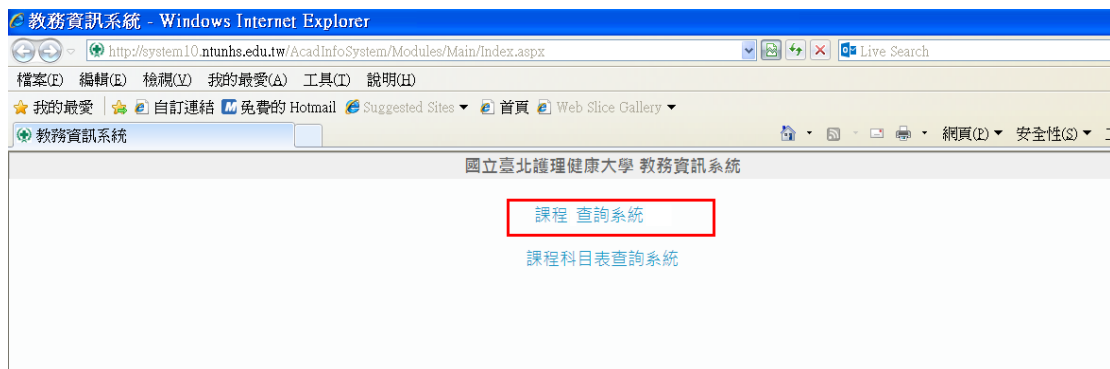 教務資訊系統 - Windows Internet Explorer
http://system10.ntunhs.edu.tw/AcadInfoSystem/Modules/Main/Index.aspx Live Search
檔案(F) 編輯(E) 檢視(V) 我的最愛(A) 工具(T) 說明(H)
我的最愛 自訂連結 免費的 Hotmail Suggested Sites 首頁 Web Slice Gallery
教務資訊系統 網頁(P) 安全性(S)
國立臺北護理健康大學 教務資訊系統
課程 查詢系統
課程科目表查詢系統